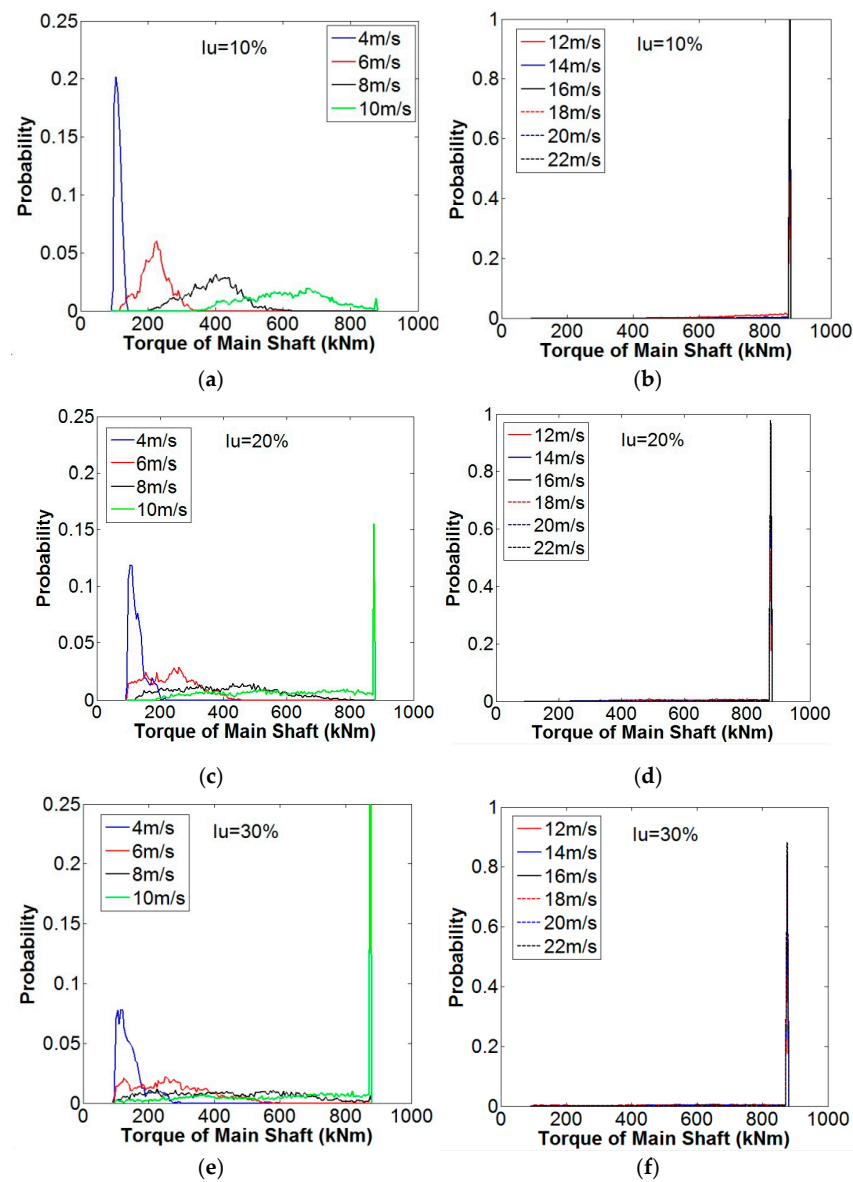 0.25
0.2
0.15
0.1
0.05
0
Probability
Iu=10%
4m/s
6m/s
8m/s
10m/s
0 200 400 600 800 1000
Torque of Main Shaft (kNm)
(a)
1
0.8
0.6
0.4
0.2
0
Probability
Iu=10%
12m/s
14m/s
16m/s
18m/s
20m/s
22m/s
0 200 400 600 800 1000
Torque of Main Shaft (kNm)
(b)
0.25
0.2
0.15
0.1
0.05
0
Probability
Iu=20%
4m/s
6m/s
8m/s
10m/s
0 200 400 600 800 1000
Torque of Main Shaft (kNm)
(c)
1
0.8
0.6
0.4
0.2
0
Probability
Iu=20%
12m/s
14m/s
16m/s
18m/s
20m/s
22m/s
0 200 400 600 800 1000
Torque of Main Shaft (kNm)
(d)
0.25
0.2
0.15
0.1
0.05
0
Probability
Iu=30%
4m/s
6m/s
8m/s
10m/s
0 200 400 600 800 1000
Torque of Main Shaft (kNm)
(e)
1
0.8
0.6
0.4
0.2
0
Probability
Iu=30%
12m/s
14m/s
16m/s
18m/s
20m/s
22m/s
0 200 400 600 800 1000
Torque of Main Shaft (kNm)
(f)